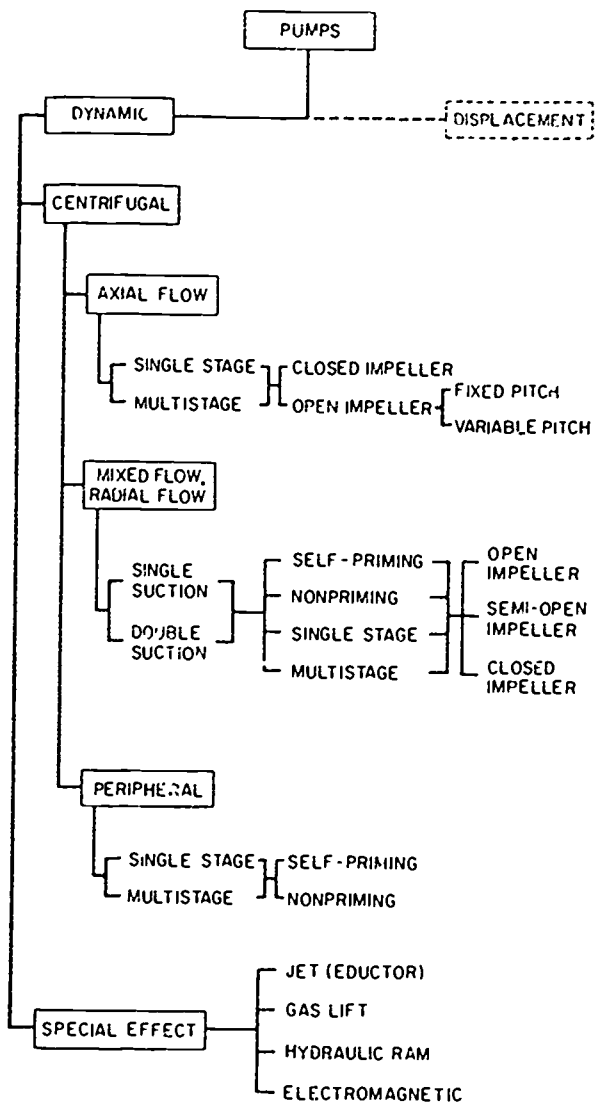 PUMPS
DYNAMIC
DISPLACEMENT
CENTRIFUGAL
AXIAL FLOW
SINGLE STAGE
MULTISTAGE
CLOSED IMPELLER
OPEN IMPELLER
FIXED PITCH
VARIABLE PITCH
MIXED FLOW,
RADIAL FLOW
SINGLE
SUCTION
DOUBLE
SUCTION
SELF-PRIMING
NONPRIMING
SINGLE STAGE
MULTISTAGE
OPEN
IMPELLER
SEMI-OPEN
IMPELLER
CLOSED
IMPELLER
PERIPHERAL
SINGLE STAGE
MULTISTAGE
SELF-PRIMING
NONPRIMING
SPECIAL EFFECT
JET (EDUCTOR)
GAS LIFT
HYDRAULIC RAM
ELECTROMAGNETIC